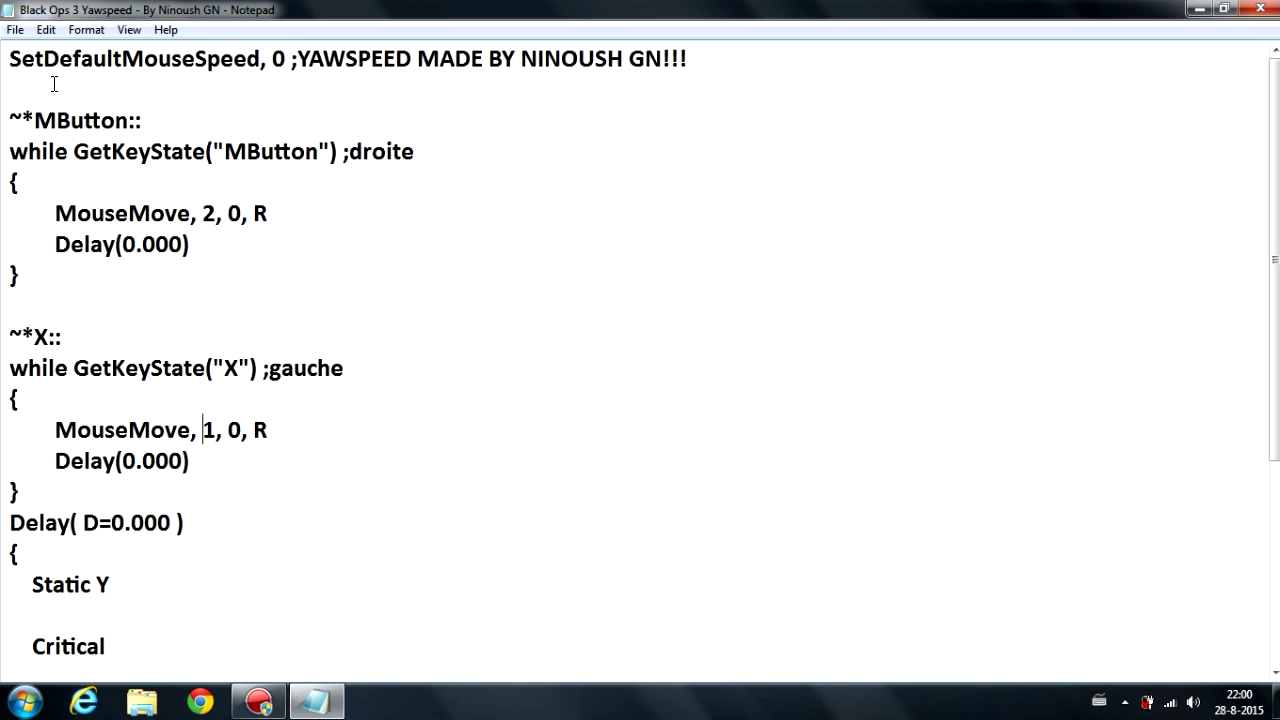 Black Ops 3 Yawspeed - By Ninoush GN - Notepad
File Edit Format View Help
SetDefaultMouseSpeed, 0 ;YAWSPEED MADE BY NINOUSH GN!!!
~*MButton::
while GetKeyState("MButton") ;droite
{
MouseMove, 2, 0, R
Delay(0.000)
}
~*X::
while GetKeyState("X") ;gauche
{
MouseMove, 1, 0, R
Delay(0.000)
}
Delay( D=0.000 )
{
Static Y
Critical
22:00
28-8-2015